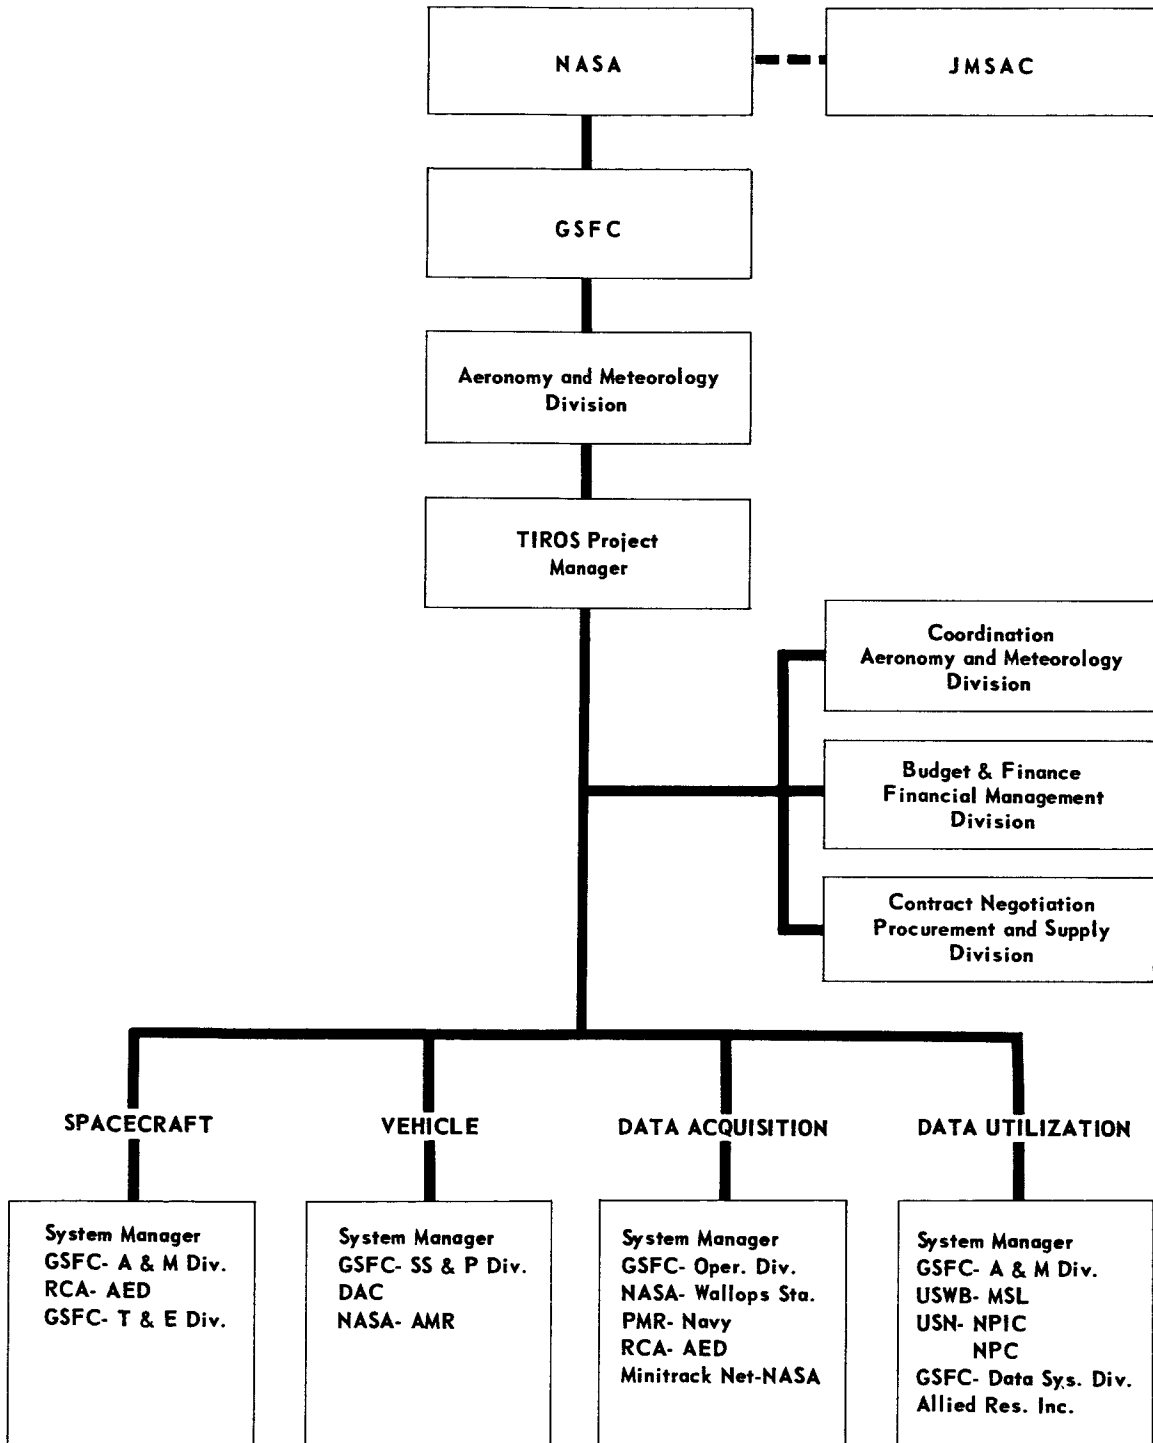 NASA
JMSAC
GSFC
Aeronomy and Meteorology
Division
TIROS Project
Manager
Coordination
Aeronomy and Meteorology
Division
Budget & Finance
Financial Management
Division
Contract Negotiation
Procurement and Supply
Division
SPACECRAFT
VEHICLE
DATA ACQUISITION
DATA UTILIZATION
System Manager
GSFC- A & M Div.
RCA- AED
GSFC- T & E Div.
System Manager
GSFC- SS & P Div.
DAC
NASA- AMR
System Manager
GSFC- Oper. Div.
NASA- Wallops Sta.
PMR- Navy
RCA- AED
Minitrack Net-NASA
System Manager
GSFC- A & M Div.
USWB- MSL
USN- NPIC
NPC
GSFC- Data Sys. Div.
Allied Res. Inc.